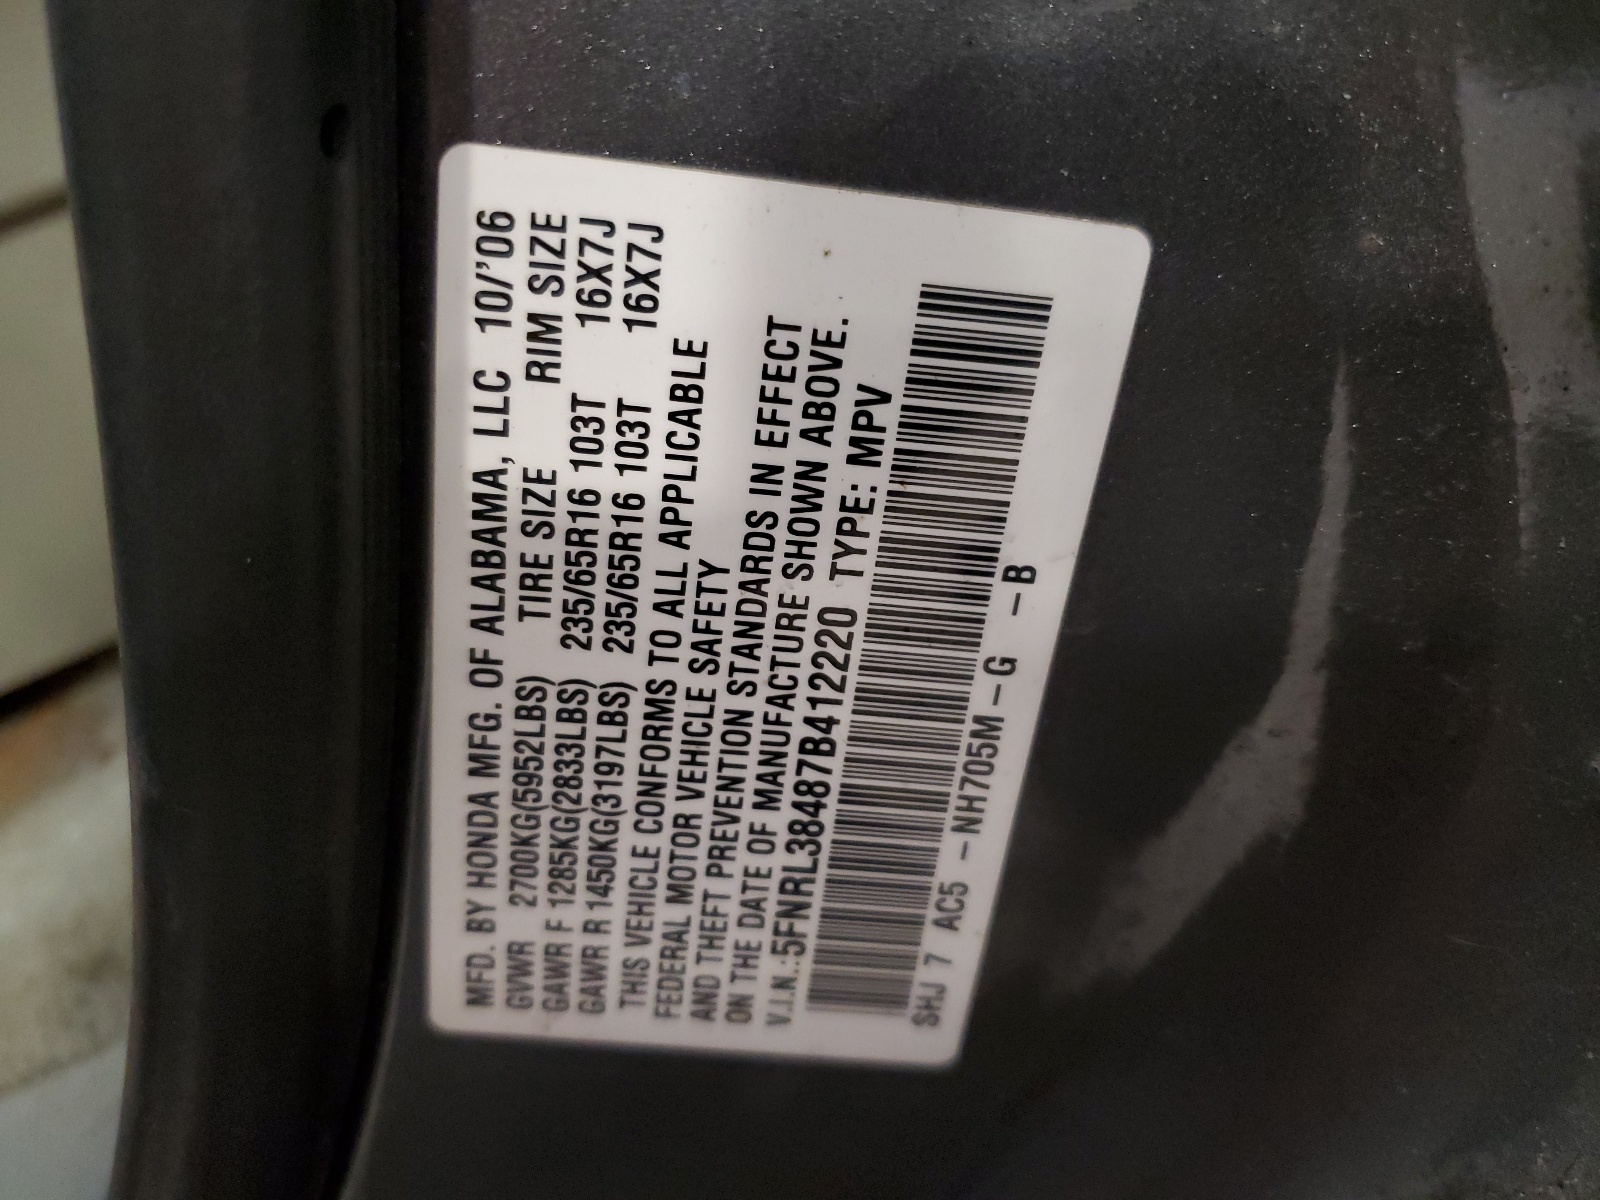 MFD. BY HONDA MFG. OF ALABAMA, LLC 10/'06
GVWR 2700KG(5952LBS) TIRE SIZE RIM SIZE
GAWR F 1285KG(2833LBS) 235/65R16 103T 16X7J
GAWR R 1450KG(3197LBS) 235/65R16 103T 16X7J
THIS VEHICLE CONFORMS TO ALL APPLICABLE
FEDERAL MOTOR VEHICLE SAFETY
AND THEFT PREVENTION STANDARDS IN EFFECT
ON THE DATE OF MANUFACTURE SHOWN ABOVE.
V.I.N.:5FNRL38487B412220 TYPE: MPV
SHJ 7 AC5 -NH705M-G -B